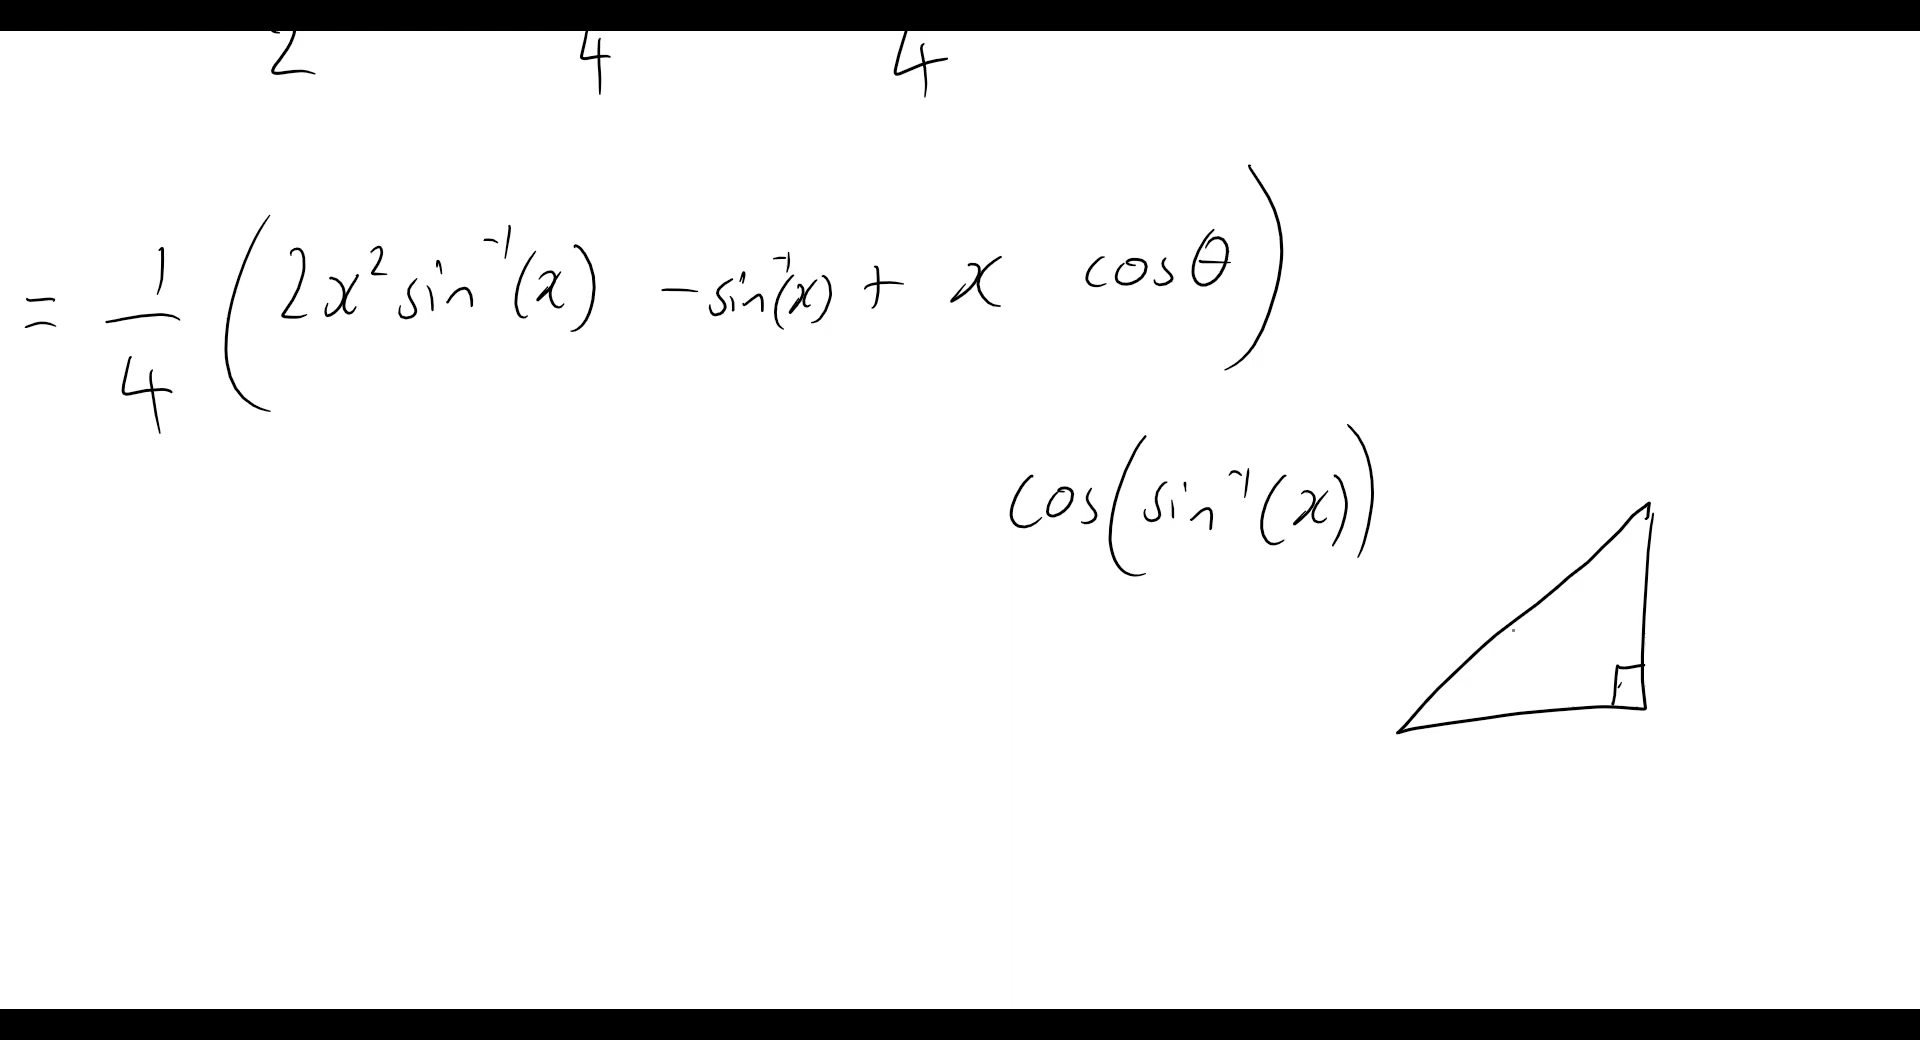 2 4 4
= 1/4 (2x² sin⁻¹(x) - sin⁻¹(x) + x cosθ)
cos(sin⁻¹(x))